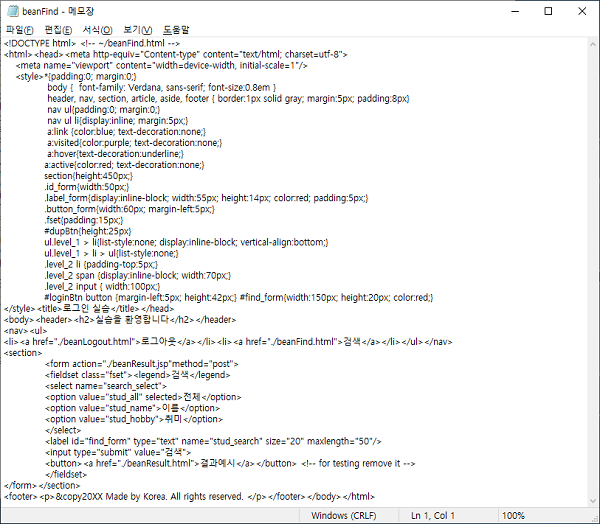 beanFind - 메모장
파일(F) 편집(E) 서식(O) 보기(V) 도움말
<!DOCTYPE html> <!-- ~/beanFind.html -->
<html><head><meta http-equiv="Content-type" content="text/html; charset=utf-8">
<meta name="viewport" content="width=device-width, initial-scale=1"/>
<style>*{padding:0; margin:0;}
body { font-family: Verdana, sans-serif; font-size:0.8em }
header, nav, section, article, aside, footer { border:1px solid gray; margin:5px; padding:8px}
nav ul{padding:0; margin:0;}
nav ul li{display:inline; margin:5px;}
a:link {color:blue; text-decoration:none;}
a:visited{color:purple; text-decoration:none;}
a:hover{text-decoration:underline;}
a:active{color:red; text-decoration:none;}
section{height:450px;}
.id_form{width:50px;}
.label_form{display:inline-block; width:55px; height:14px; color:red; padding:5px;}
.button_form{width:60px; margin-left:5px;}
.fset{padding:15px;}
#dupBtn{height:25px}
ul.level_1 > li{list-style:none; display:inline-block; vertical-align:bottom;}
ul.level_1 > li > ul{list-style:none;}
.level_2 li {padding-top:5px;}
.level_2 span {display:inline-block; width:70px;}
.level_2 input { width:100px;}
#loginBtn button {margin-left:5px; height:42px;} #find_form{width:150px; height:20px; color:red;}
</style><title>로그인 실습</title></head>
<body><header><h2>실습을 환영합니다</h2></header>
<nav><ul>
<li><a href="./beanLogout.html">로그아웃</a></li><li><a href="./beanFind.html">검색</a></li></ul></nav>
<section>
<form action="./beanResult.jsp"method="post">
<fieldset class="fset"><legend>검색</legend>
<select name="search_select">
<option value="stud_all" selected>전체</option>
<option value="stud_name">이름</option>
<option value="stud_hobby">취미</option>
</select>
<label id="find_form" type="text" name="stud_search" size="20" maxlength="50"/>
<input type="submit" value="검색">
<button><a href="./beanResult.html">결과예시</a></button> <!-- for testing remove it -->
</fieldset>
</form></section>
<footer><p>&copy20XX Made by Korea. All rights reserved. </p></footer></body></html>
Windows (CRLF) Ln 1, Col 1 100%